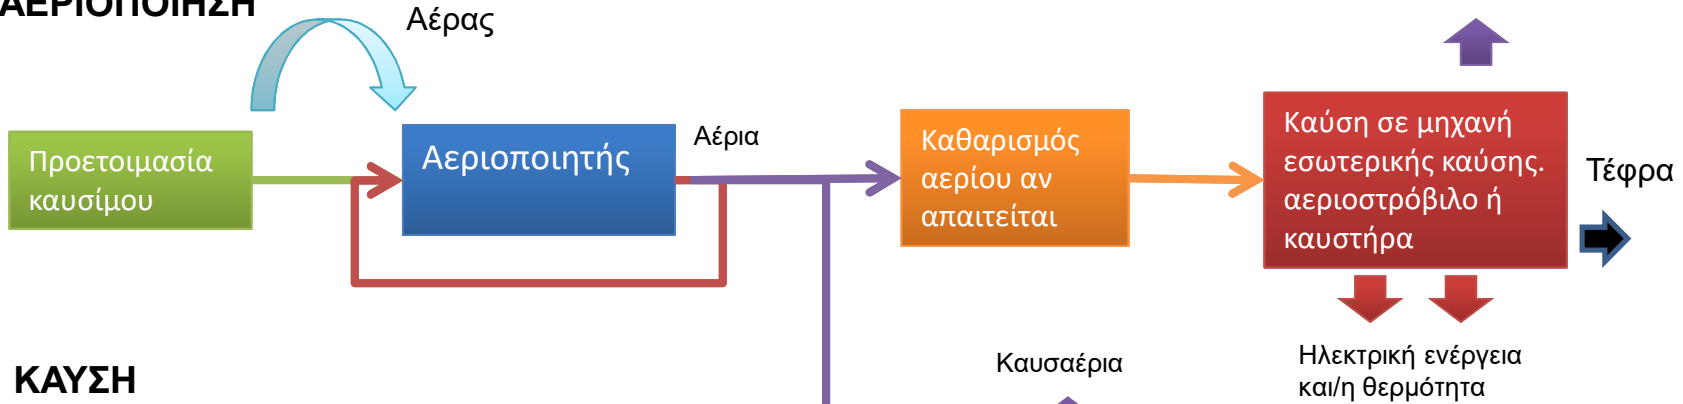 ΑΕΡΙΟΠΟΙΗΣΗ
Αέρας
Προετοιμασία
καυσίμου
Αεριοποιητής
Αέρια
Καθαρισμός
αερίου αν
απαιτείται
Καύση σε μηχανή
εσωτερικής καύσης.
αεριοστρόβιλο ή
καυστήρα
Τέφρα
Ηλεκτρική ενέργεια
και/η θερμότητα
Καυσαέρια
ΚΑΥΣΗ